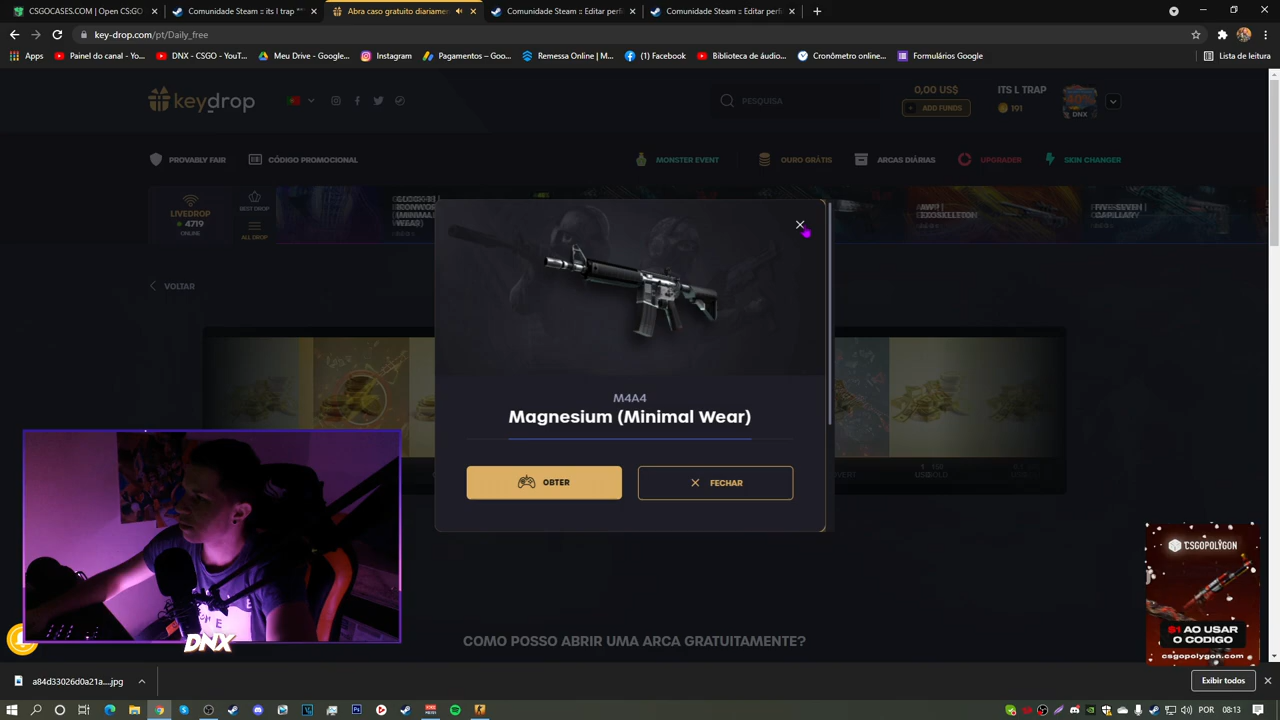 CSGOCASES.COM | Open CS:GO
Comunidade Steam :: its l trap
Abra caso gratuito diariamen
Comunidade Steam :: Editar perf
Comunidade Steam :: Editar perf
key-drop.com/pt/Daily_free
Apps
Painel do canal - Yo...
DNX - CSGO - YouT...
Meu Drive - Google...
Instagram
Pagamentos – Goo...
Remessa Online | M...
(1) Facebook
Biblioteca de áudio...
Cronômetro online...
Formulários Google
Lista de leitura
keydrop
PESQUISA
0,00 US$
ADD FUNDS
ITS L TRAP
191
DNX
PROVABLY FAIR
CÓDIGO PROMOCIONAL
MONSTER EVENT
OURO GRÁTIS
ARCAS DIÁRIAS
UPGRADER
SKIN CHANGER
LIVEDROP
4719
ONLINE
BEST DROP
ALL DROP
VOLTAR
M4A4
Magnesium (Minimal Wear)
OBTER
FECHAR
DNX
CSGOPOLYGON
$1 AO USAR
O CODIGO
csgopolygon.com
COMO POSSO ABRIR UMA ARCA GRATUITAMENTE?
a84d33026d0a21a....jpg
Exibir todos
POR
08:13